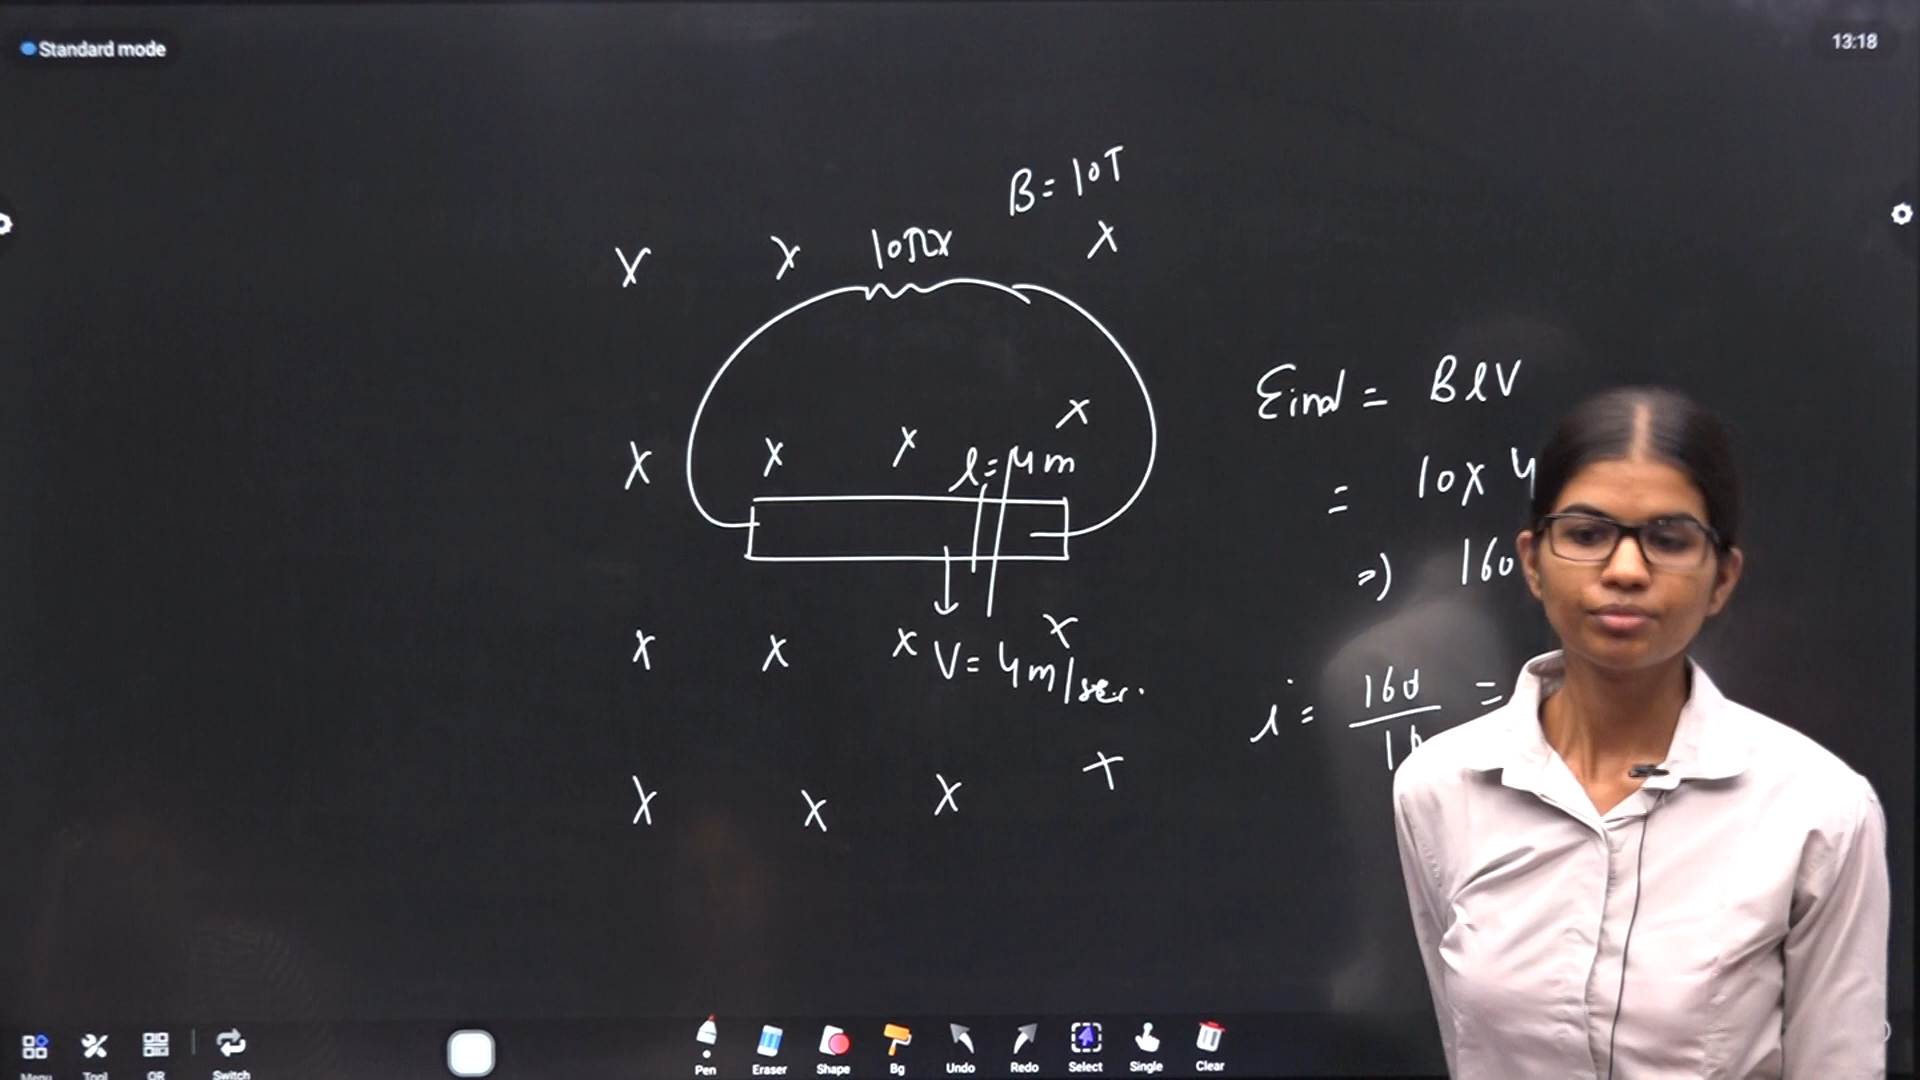 Standard mode
13:18
B = 10T
X X 10Ω X X
X X X X
l = 4m
X X X X
V = 4m/sec.
X X X +
Eind = BlV
= 10 X 4
=) 160
i = 160 =
Menu Tool QR Switch Pen Eraser Shape Bg Undo Redo Select Single Clear